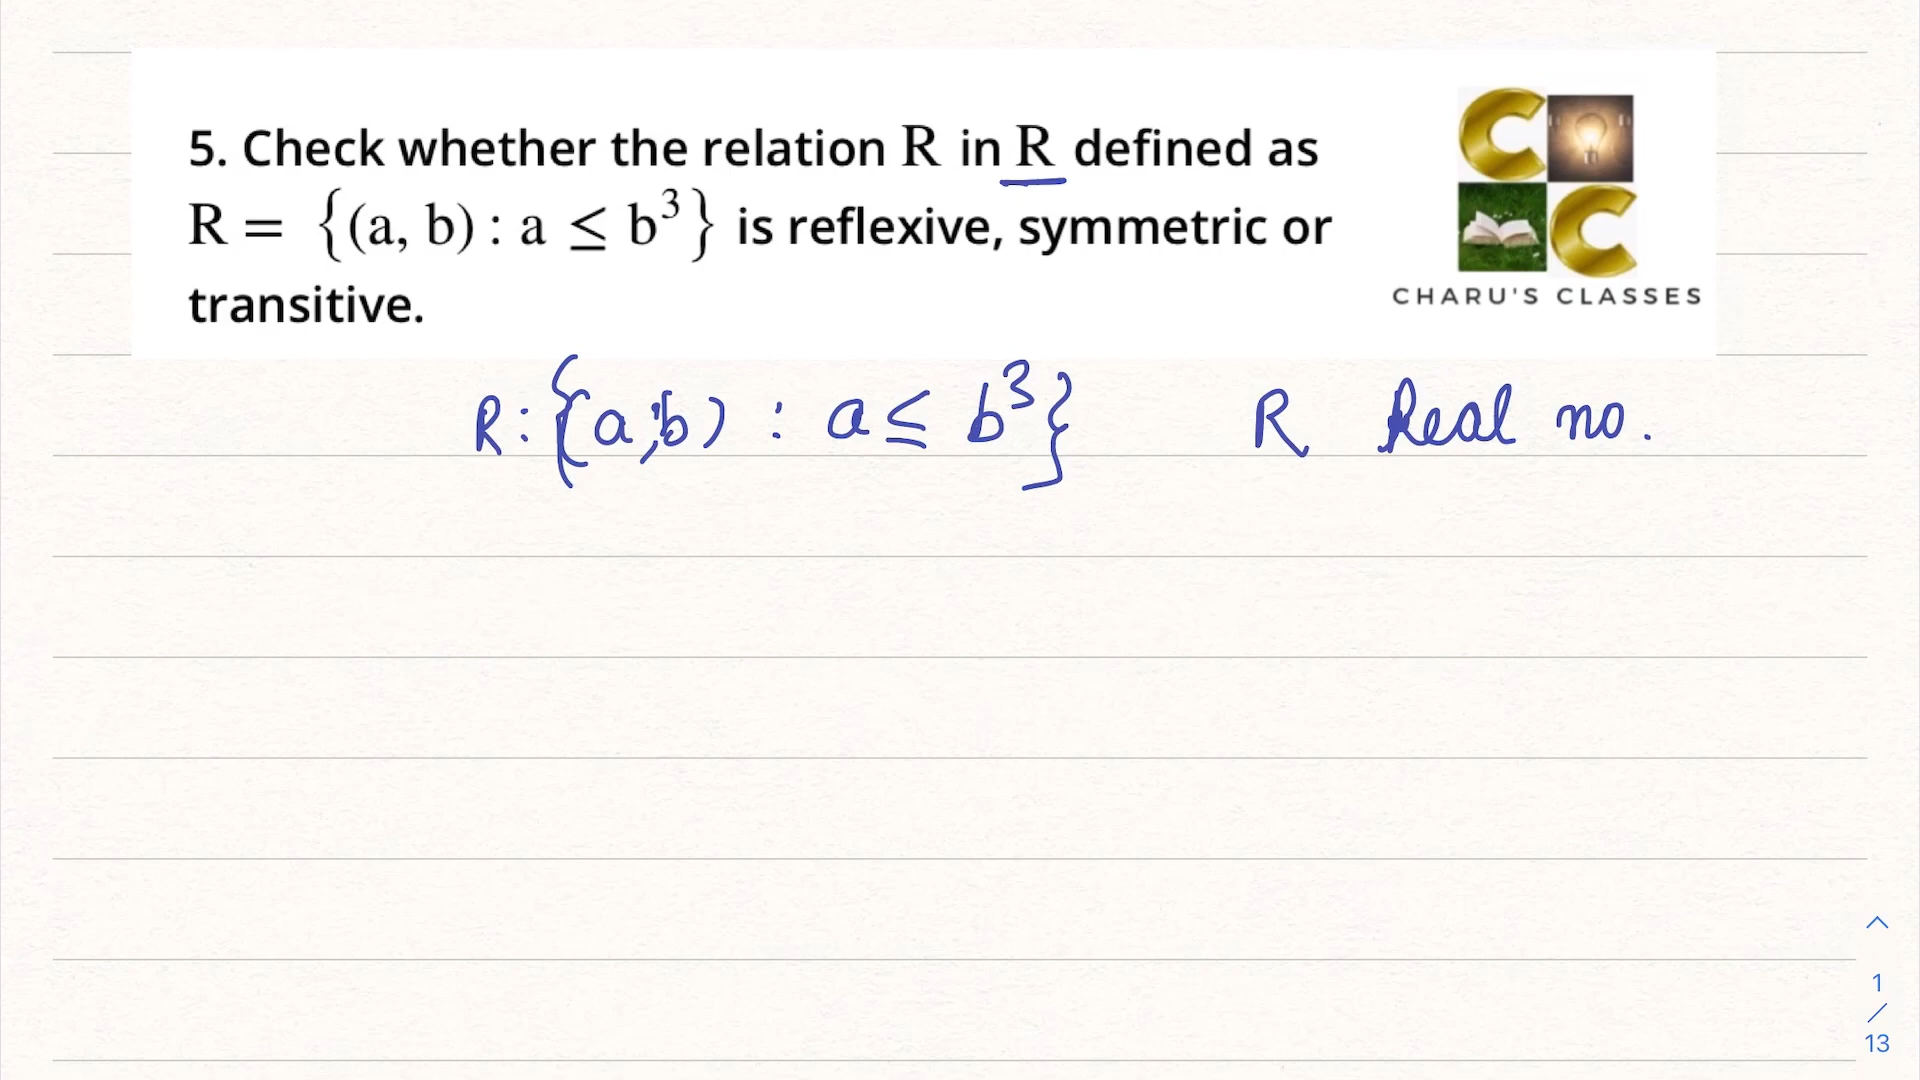 5. Check whether the relation R in R defined as
R = {(a, b) : a ≤ b³} is reflexive, symmetric or
transitive.
CHARU'S CLASSES
R : {(a,b) : a ≤ b³} R Real no.
1
/
13